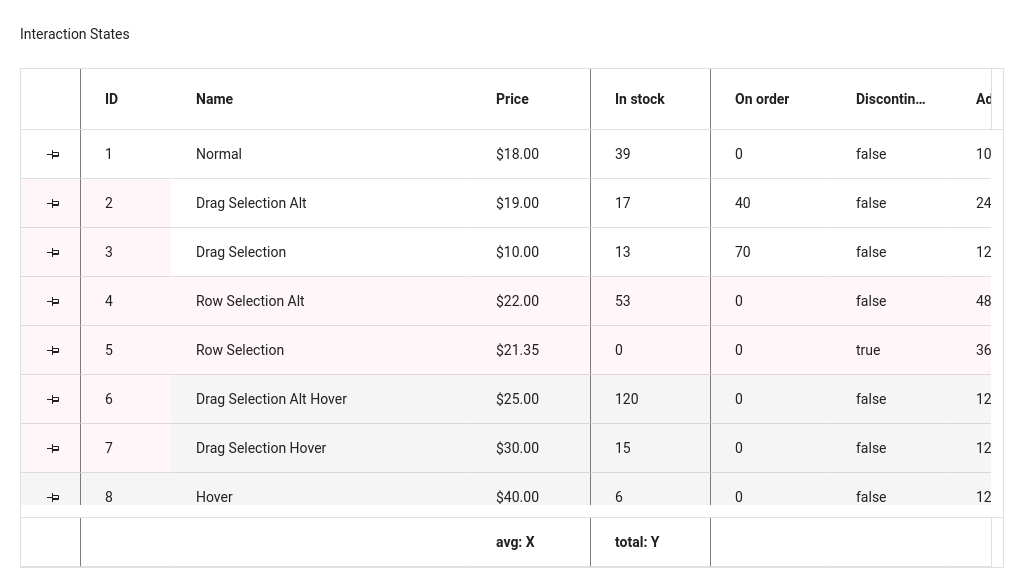 Interaction States
ID Name Price In stock On order Discontin… Ad
1 Normal $18.00 39 0 false 10
2 Drag Selection Alt $19.00 17 40 false 24
3 Drag Selection $10.00 13 70 false 12
4 Row Selection Alt $22.00 53 0 false 48
5 Row Selection $21.35 0 0 true 36
6 Drag Selection Alt Hover $25.00 120 0 false 12
7 Drag Selection Hover $30.00 15 0 false 12
8 Hover $40.00 6 0 false 12
avg: X total: Y